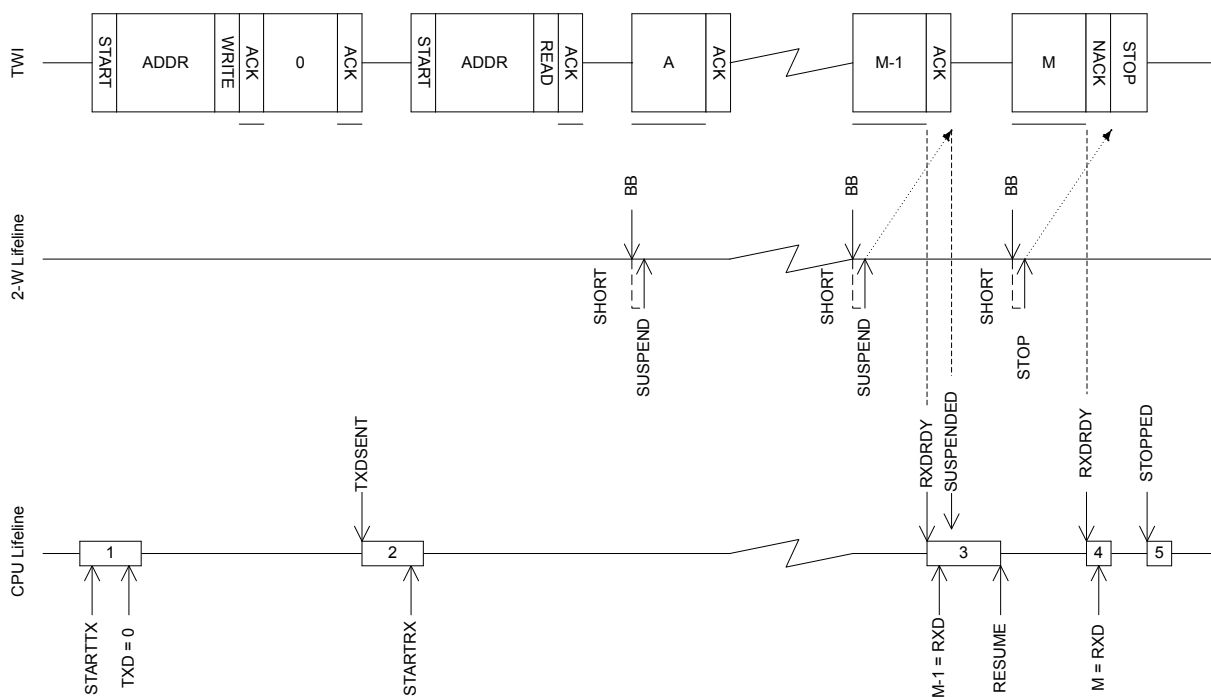 TWI
START
ADDR
WRITE
ACK
0
ACK
START
ADDR
READ
ACK
A
ACK
M-1
ACK
M
NACK
STOP
2-W Lifeline
BB
SHORT
SUSPEND
BB
SHORT
SUSPEND
BB
SHORT
STOP
CPU Lifeline
1
STARTTX
TXD = 0
TXDSENT
2
STARTRX
RXDRDY
SUSPENDED
3
M-1 = RXD
RESUME
RXDRDY
4
M = RXD
STOPPED
5